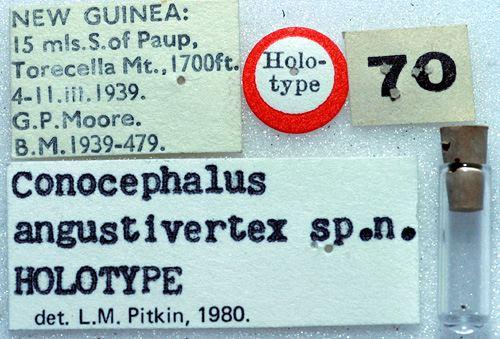 NEW GUINEA:
15 mls.S.of Paup,
Torecella Mt., 1700ft.
4-11.iii.1939.
G.P.Moore.
B.M.1939-479.
Holo-
type
70
Conocephalus
angustivertex sp.n.
HOLOTYPE
det. L.M. Pitkin, 1980.